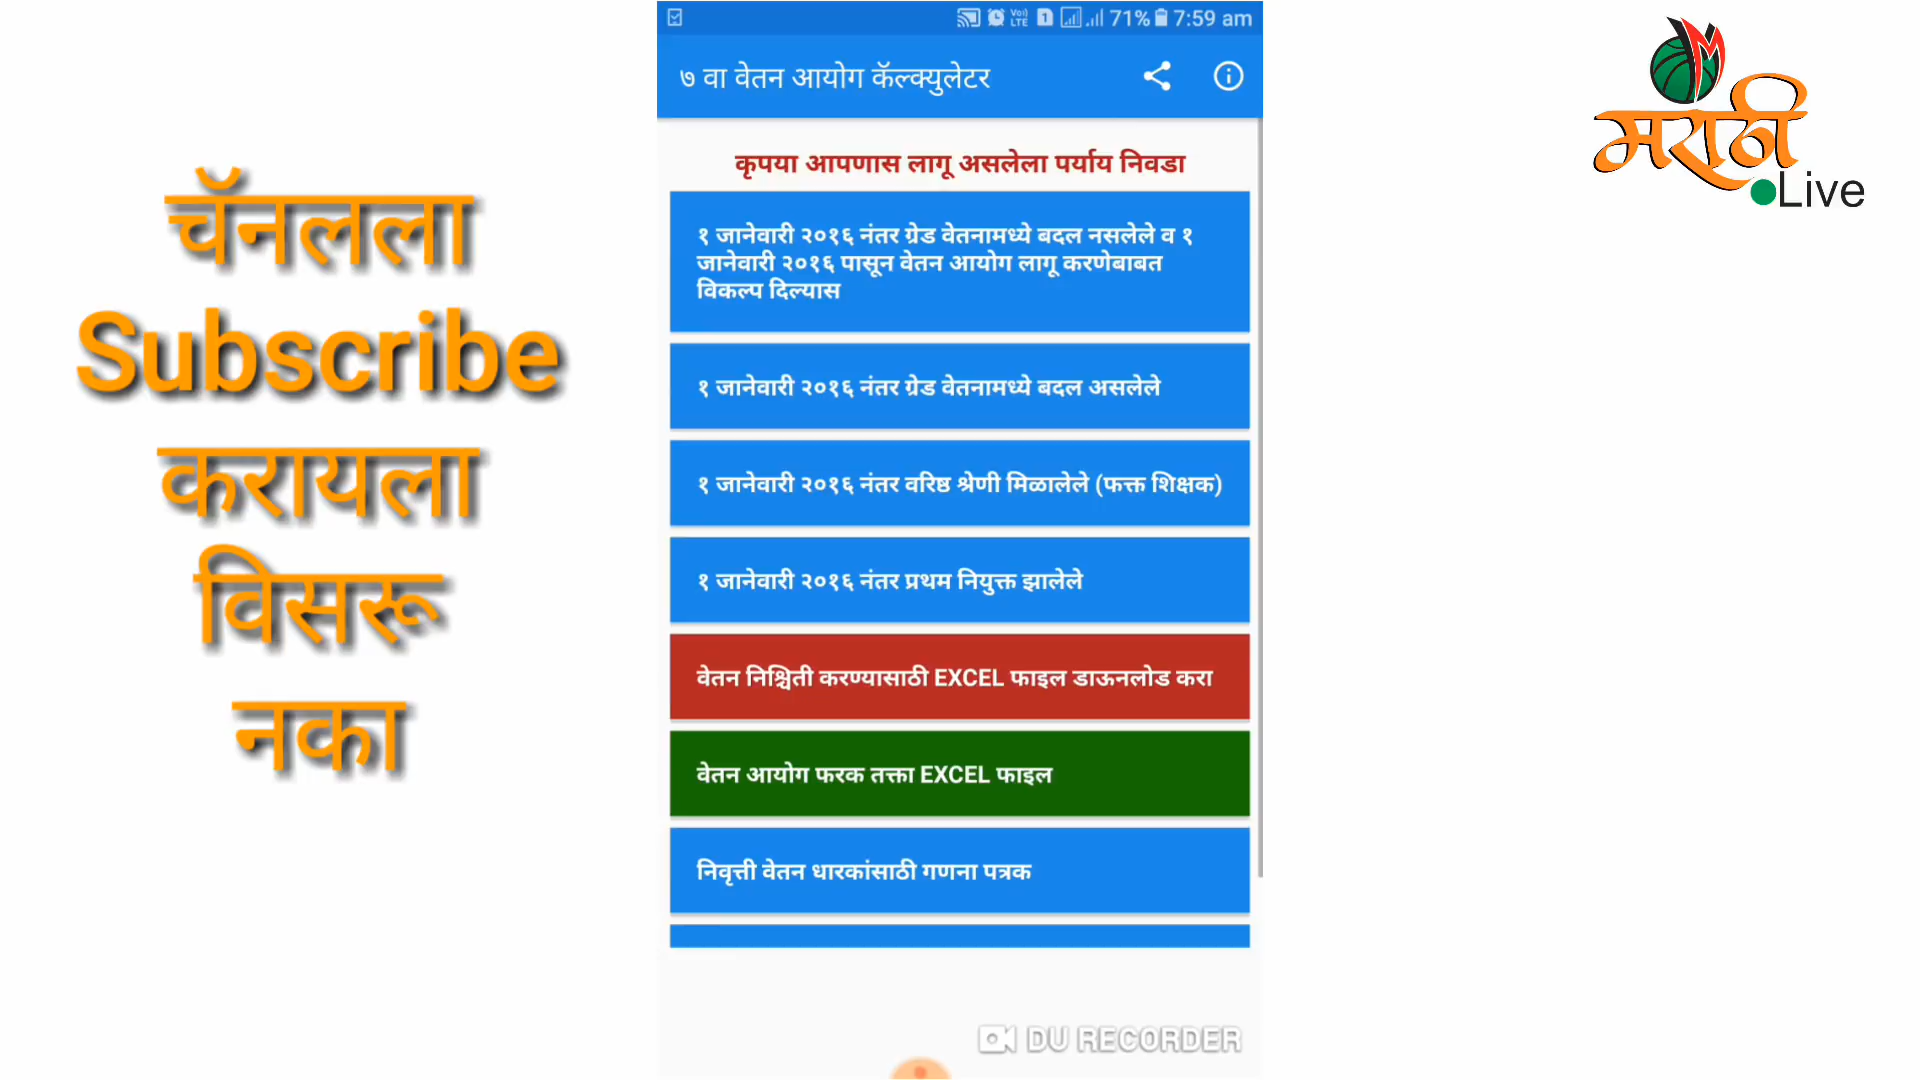 चॅनलला
Subscribe
करायला
विसरू
नका
Vo))
LTE
1
71%
7:59 am
७ वा वेतन आयोग कॅल्क्युलेटर
कृपया आपणास लागू असलेला पर्याय निवडा
१ जानेवारी २०१६ नंतर ग्रेड वेतनामध्ये बदल नसलेले व १
जानेवारी २०१६ पासून वेतन आयोग लागू करणेबाबत
विकल्प दिल्यास
१ जानेवारी २०१६ नंतर ग्रेड वेतनामध्ये बदल असलेले
१ जानेवारी २०१६ नंतर वरिष्ठ श्रेणी मिळालेले (फक्त शिक्षक)
१ जानेवारी २०१६ नंतर प्रथम नियुक्त झालेले
वेतन निश्चिती करण्यासाठी EXCEL फाइल डाऊनलोड करा
वेतन आयोग फरक तक्ता EXCEL फाइल
निवृत्ती वेतन धारकांसाठी गणना पत्रक
DU RECORDER
M
मराठी
Live